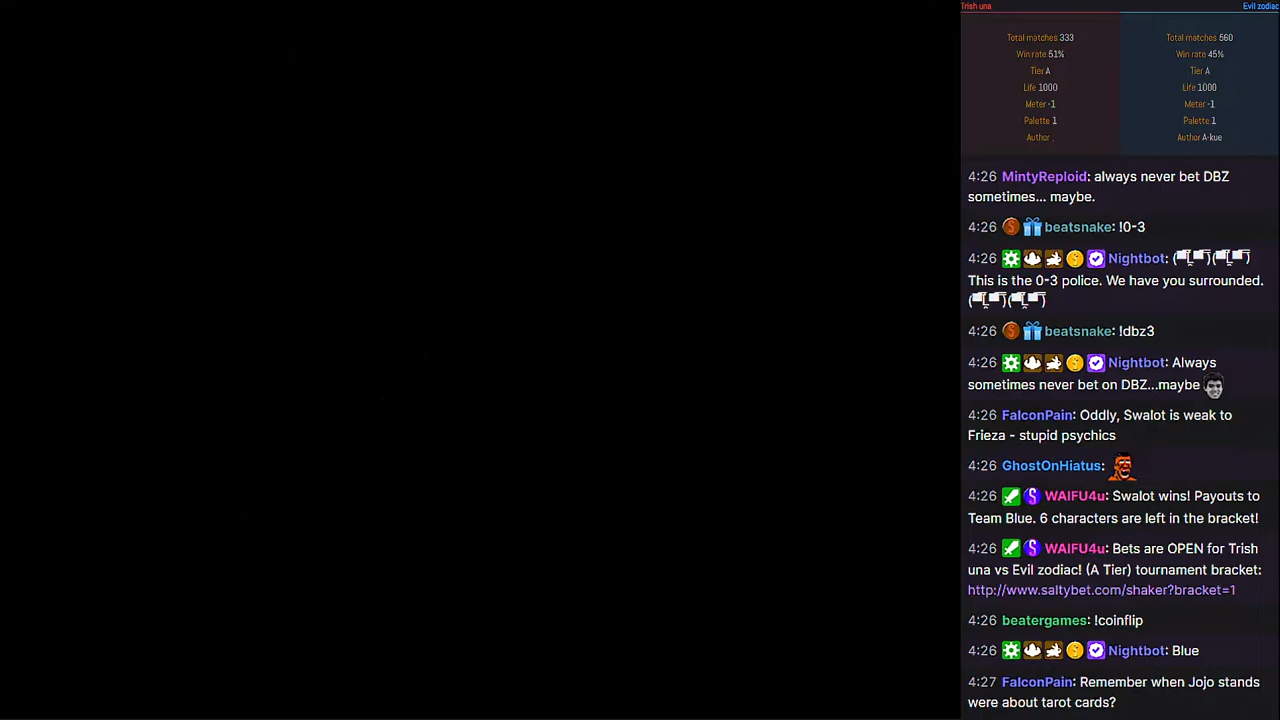 Trish una Evil zodiac
Total matches 333 Total matches 560
Win rate 51% Win rate 45%
Tier A Tier A
Life 1000 Life 1000
Meter -1 Meter -1
Palette 1 Palette 1
Author . Author A-kue
4:26 MintyReploid: always never bet DBZ
sometimes... maybe.
4:26 beatsnake: !0-3
4:26 Nightbot:
This is the 0-3 police. We have you surrounded.
4:26 beatsnake: !dbz3
4:26 Nightbot: Always
sometimes never bet on DBZ...maybe
4:26 FalconPain: Oddly, Swalot is weak to
Frieza - stupid psychics
4:26 GhostOnHiatus:
4:26 WAIFU4u: Swalot wins! Payouts to
Team Blue. 6 characters are left in the bracket!
4:26 WAIFU4u: Bets are OPEN for Trish
una vs Evil zodiac! (A Tier) tournament bracket:
http://www.saltybet.com/shaker?bracket=1
4:26 beatergames: !coinflip
4:26 Nightbot: Blue
4:27 FalconPain: Remember when Jojo stands
were about tarot cards?